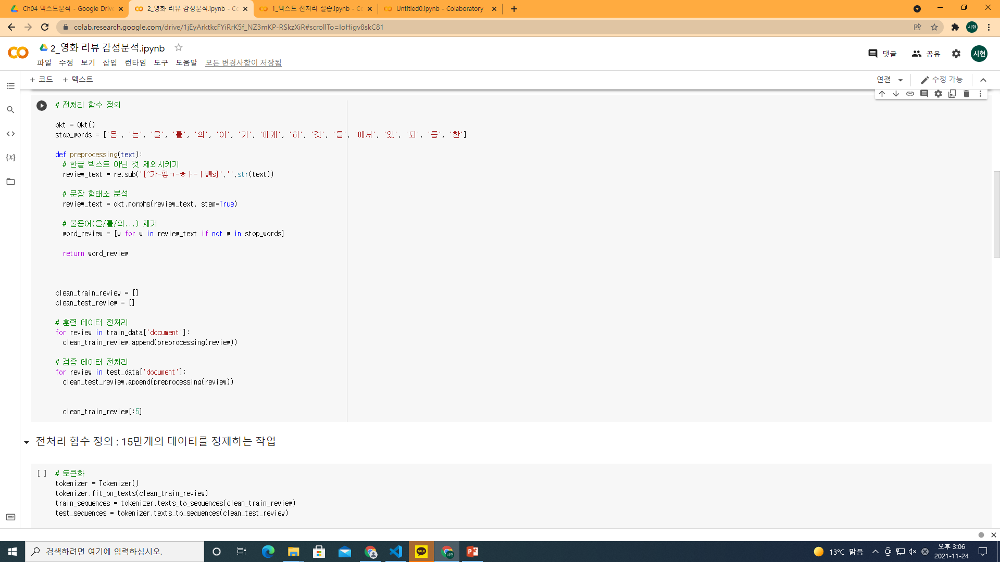 Ch04 텍스트분석 - Google Drive
2_영화 리뷰 감성분석.ipynb - Co
1_텍스트 전처리 실습.ipynb - Co
Untitled0.ipynb - Colaboratory
colab.research.google.com/drive/1jEyArktkcFYiRrK5f_NZ3mKP-RSkzXiR#scrollTo=IoHigv8skC81
시현
2_영화 리뷰 감성분석.ipynb
댓글 공유 시현
파일 수정 보기 삽입 런타임 도구 도움말 모든 변경사항이 저장됨
+ 코드 + 텍스트 연결 수정 가능
# 전처리 함수 정의
okt = Okt()
stop_words = ['은', '는', '을', '를', '의', '이', '가', '에게', '하', '것', '들', '에서', '있', '되', '등', '한']
def preprocessing(text):
# 한글 텍스트 아닌 것 제외시키기
review_text = re.sub('[^가-힣ㄱ-ㅎㅏ-ㅣ₩₩s]','',str(text))
# 문장 형태소 분석
review_text = okt.morphs(review_text, stem=True)
# 불용어(을/를/의...) 제거
word_review = [w for w in review_text if not w in stop_words]
return word_review
clean_train_review = []
clean_test_review = []
# 훈련 데이터 전처리
for review in train_data['document']:
clean_train_review.append(preprocessing(review))
# 검증 데이터 전처리
for review in test_data['document']:
clean_test_review.append(preprocessing(review))
clean_train_review[:5]
전처리 함수 정의 : 15만개의 데이터를 정제하는 작업
[ ] # 토큰화
tokenizer = Tokenizer()
tokenizer.fit_on_texts(clean_train_review)
train_sequences = tokenizer.texts_to_sequences(clean_train_review)
test_sequences = tokenizer.texts_to_sequences(clean_test_review)
검색하려면 여기에 입력하십시오.
TALK
시현
13°C 맑음
오후 3:06
2021-11-24